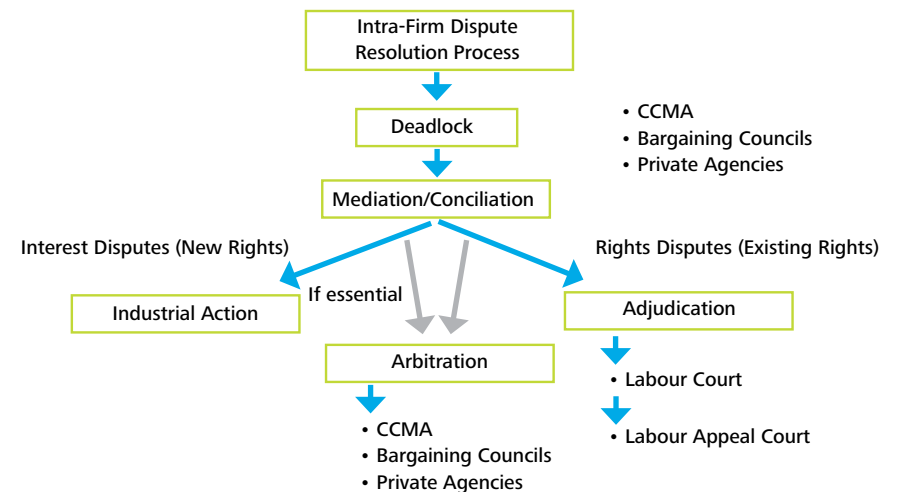 Intra-Firm Dispute
Resolution Process
Deadlock
• CCMA
• Bargaining Councils
• Private Agencies
Mediation/Conciliation
Interest Disputes (New Rights)
Rights Disputes (Existing Rights)
If essential
Industrial Action
Adjudication
Arbitration
• Labour Court
• CCMA
• Bargaining Councils
• Private Agencies
• Labour Appeal Court